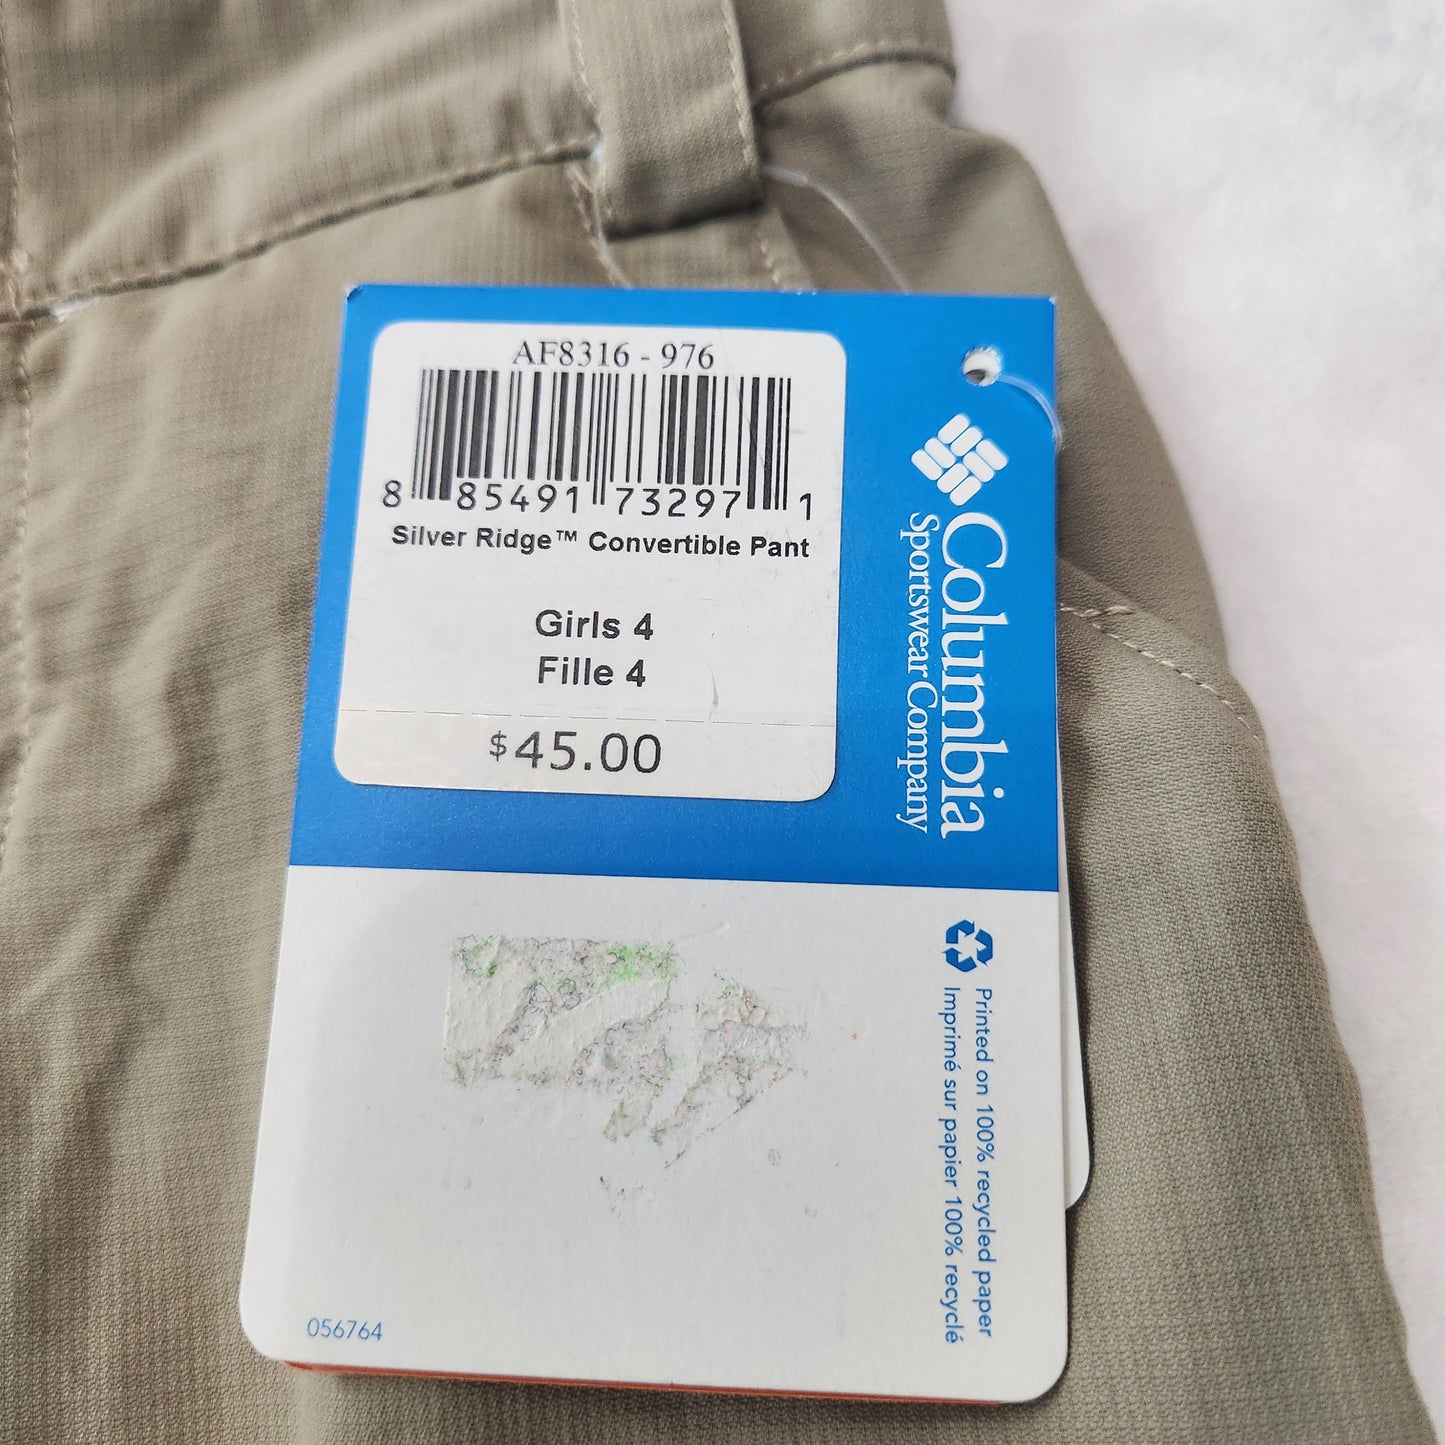 AF8316 - 976
8 85491 73297 1
Silver Ridge™ Convertible Pant
Girls 4
Fille 4
$45.00
Columbia
Sportswear Company
Printed on 100% recycled paper
Imprimé sur papier 100% recyclé
056764